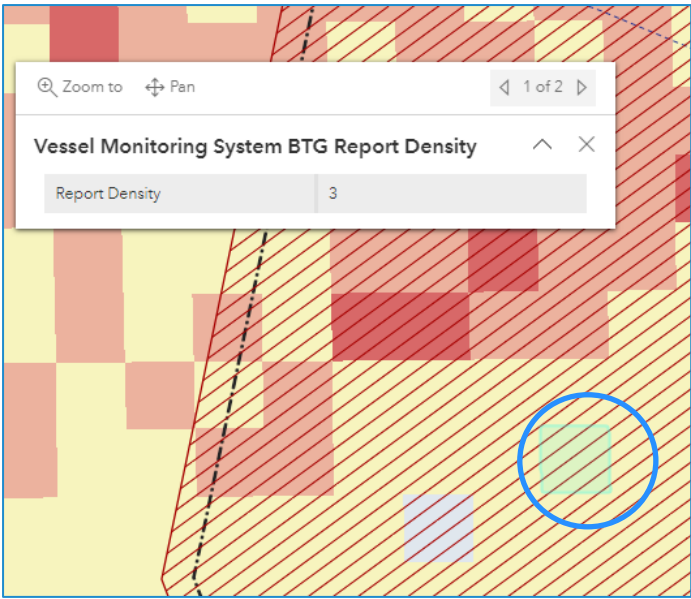 Zoom to Pan 1 of 2
Vessel Monitoring System BTG Report Density
Report Density 3